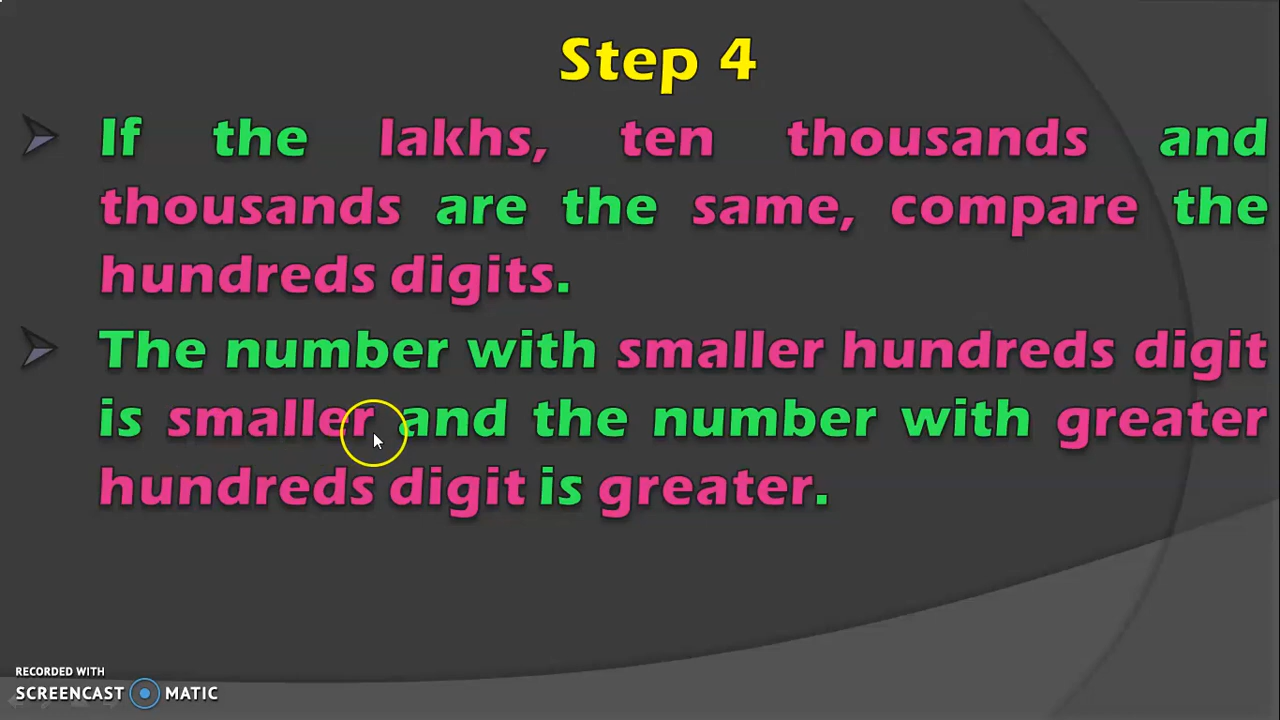 Step 4
If the lakhs, ten thousands and
thousands are the same, compare the
hundreds digits.
The number with smaller hundreds digit
is smaller and the number with greater
hundreds digit is greater.
RECORDED WITH
SCREENCAST MATIC